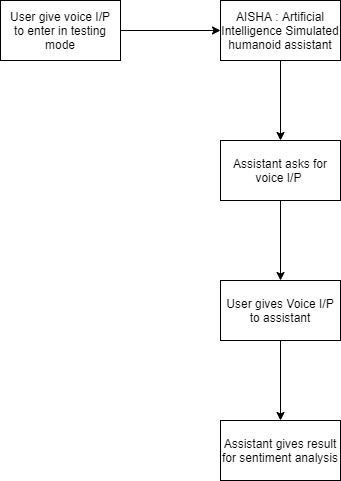 User give voice I/P
to enter in testing
mode
AISHA : Artificial
Intelligence Simulated
humanoid assistant
Assistant asks for
voice I/P
User gives Voice I/P
to assistant
Assistant gives result
for sentiment analysis